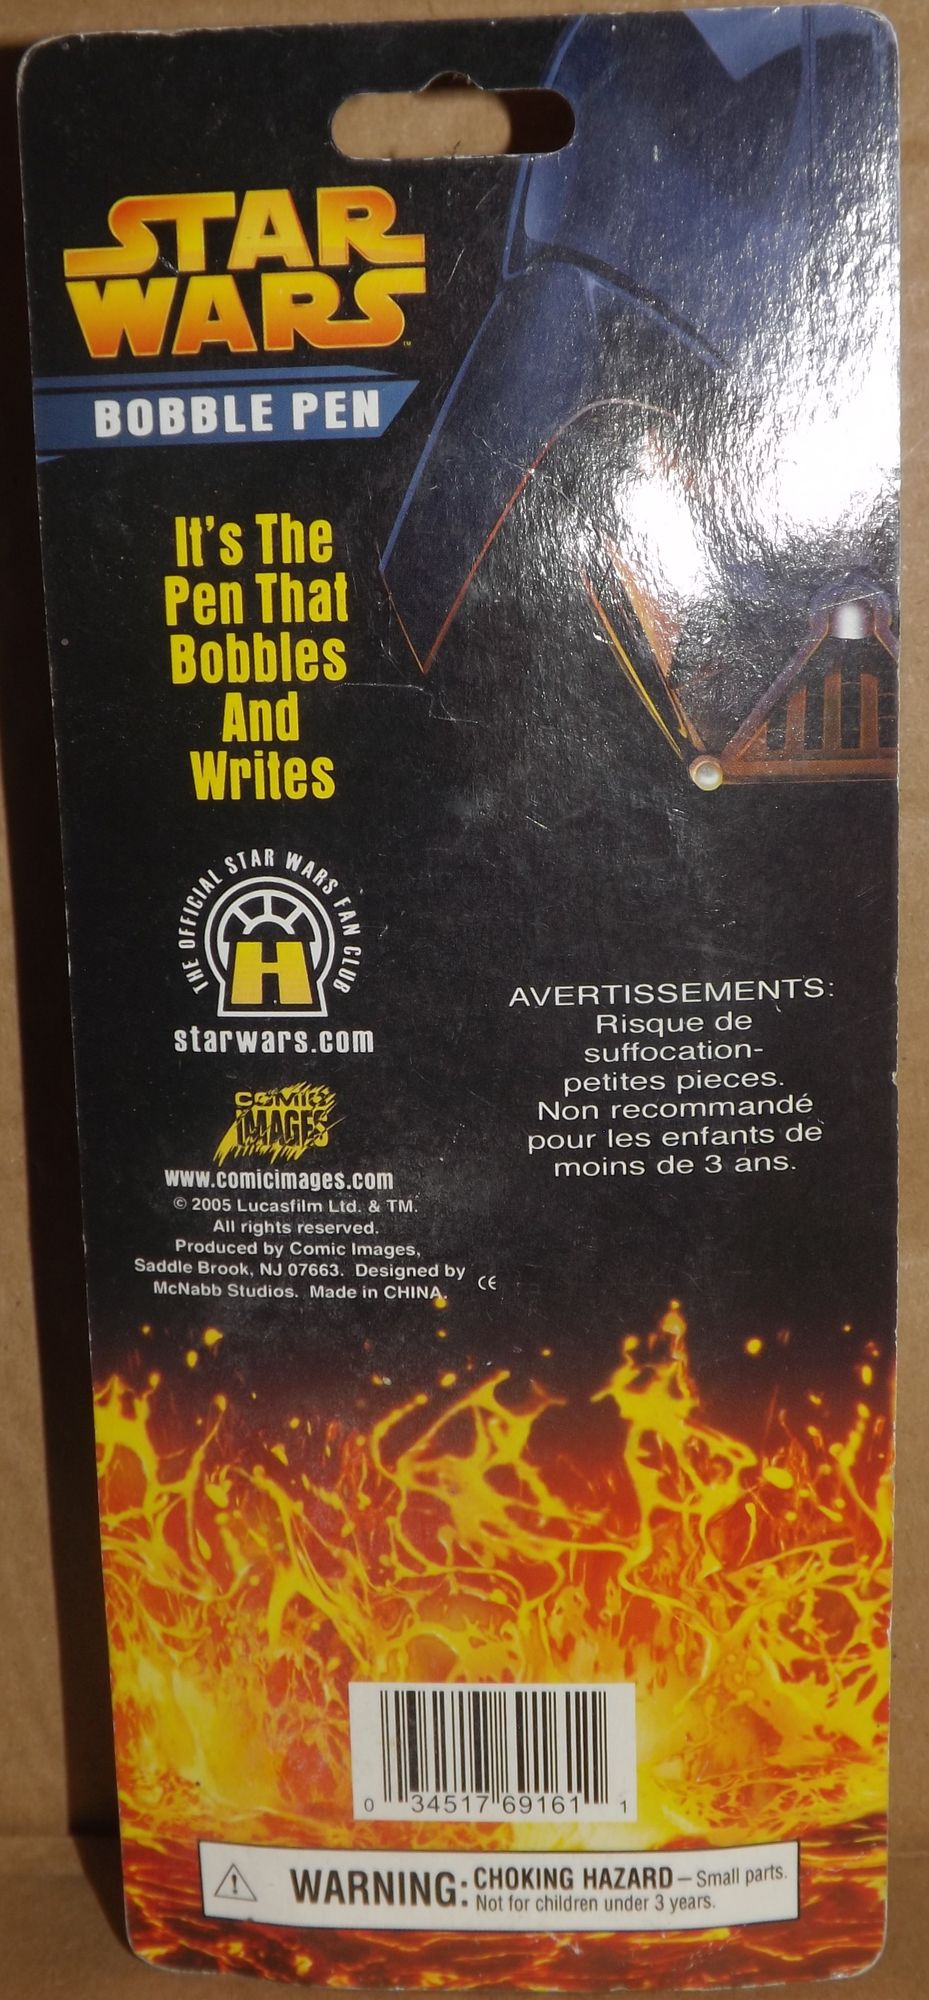 STAR
WARS
™
BOBBLE PEN
It's The
Pen That
Bobbles
And
Writes
THE OFFICIAL STAR WARS FAN CLUB
H
starwars.com
COMIC
IMAGES
www.comicimages.com
© 2005 Lucasfilm Ltd. & TM.
All rights reserved.
Produced by Comic Images,
Saddle Brook, NJ 07663. Designed by
McNabb Studios. Made in CHINA.
CE
AVERTISSEMENTS:
Risque de
suffocation-
petites pieces.
Non recommandé
pour les enfants de
moins de 3 ans.
0 34517 69161 1
WARNING: CHOKING HAZARD – Small parts.
Not for children under 3 years.